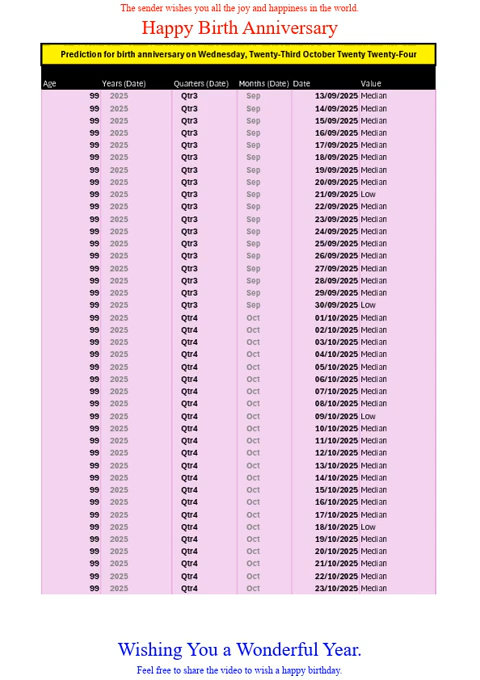 The sender wishes you all the joy and happiness in the world.
Happy Birth Anniversary
Prediction for birth anniversary on Wednesday, Twenty-Third October Twenty Twenty-Four
Age Years (Date) Quarters (Date) Months (Date) Date Value
99 2025 Qtr3 Sep 13/09/2025 Median
99 2025 Qtr3 Sep 14/09/2025 Median
99 2025 Qtr3 Sep 15/09/2025 Median
99 2025 Qtr3 Sep 16/09/2025 Median
99 2025 Qtr3 Sep 17/09/2025 Median
99 2025 Qtr3 Sep 18/09/2025 Median
99 2025 Qtr3 Sep 19/09/2025 Median
99 2025 Qtr3 Sep 20/09/2025 Median
99 2025 Qtr3 Sep 21/09/2025 Low
99 2025 Qtr3 Sep 22/09/2025 Median
99 2025 Qtr3 Sep 23/09/2025 Median
99 2025 Qtr3 Sep 24/09/2025 Median
99 2025 Qtr3 Sep 25/09/2025 Median
99 2025 Qtr3 Sep 26/09/2025 Median
99 2025 Qtr3 Sep 27/09/2025 Median
99 2025 Qtr3 Sep 28/09/2025 Median
99 2025 Qtr3 Sep 29/09/2025 Median
99 2025 Qtr3 Sep 30/09/2025 Low
99 2025 Qtr4 Oct 01/10/2025 Median
99 2025 Qtr4 Oct 02/10/2025 Median
99 2025 Qtr4 Oct 03/10/2025 Median
99 2025 Qtr4 Oct 04/10/2025 Median
99 2025 Qtr4 Oct 05/10/2025 Median
99 2025 Qtr4 Oct 06/10/2025 Median
99 2025 Qtr4 Oct 07/10/2025 Median
99 2025 Qtr4 Oct 08/10/2025 Median
99 2025 Qtr4 Oct 09/10/2025 Low
99 2025 Qtr4 Oct 10/10/2025 Median
99 2025 Qtr4 Oct 11/10/2025 Median
99 2025 Qtr4 Oct 12/10/2025 Median
99 2025 Qtr4 Oct 13/10/2025 Median
99 2025 Qtr4 Oct 14/10/2025 Median
99 2025 Qtr4 Oct 15/10/2025 Median
99 2025 Qtr4 Oct 16/10/2025 Median
99 2025 Qtr4 Oct 17/10/2025 Median
99 2025 Qtr4 Oct 18/10/2025 Low
99 2025 Qtr4 Oct 19/10/2025 Median
99 2025 Qtr4 Oct 20/10/2025 Median
99 2025 Qtr4 Oct 21/10/2025 Median
99 2025 Qtr4 Oct 22/10/2025 Median
99 2025 Qtr4 Oct 23/10/2025 Median
Wishing You a Wonderful Year.
Feel free to share the video to wish a happy birthday.